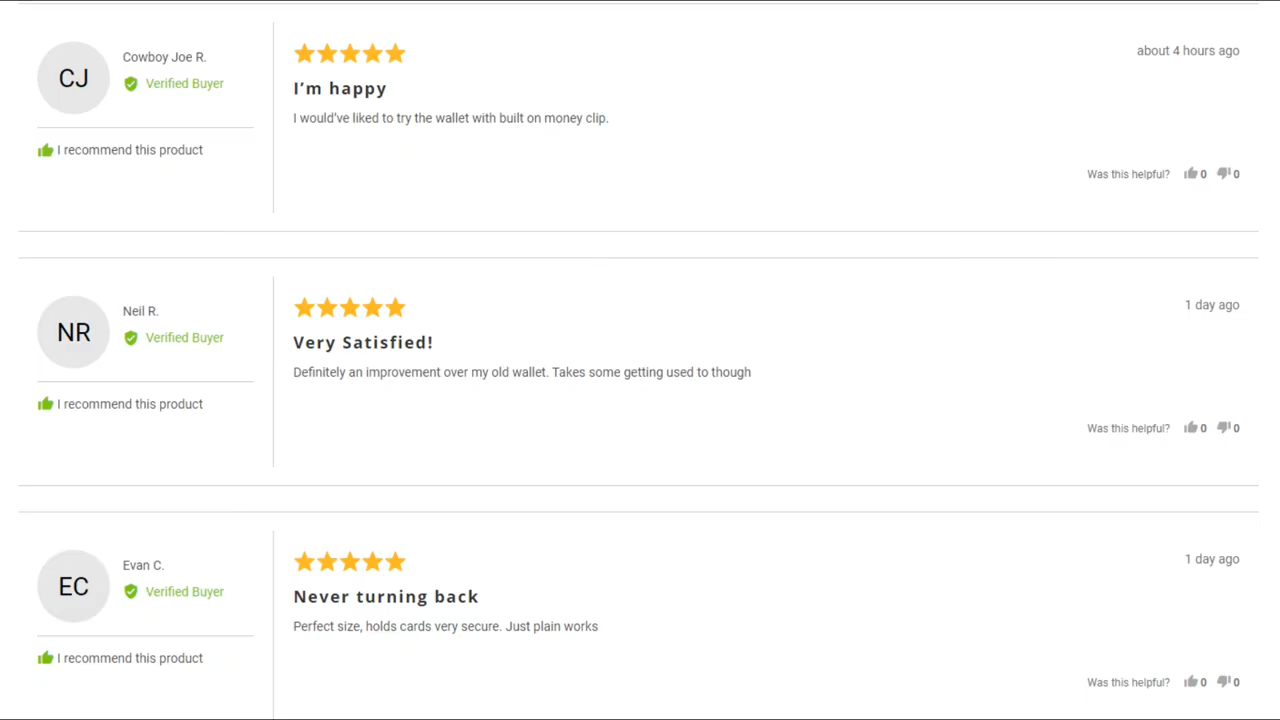 Cowboy Joe R.
about 4 hours ago
CJ
Verified Buyer
I’m happy
I would’ve liked to try the wallet with built on money clip.
I recommend this product
Was this helpful? 0 0
Neil R.
1 day ago
NR
Verified Buyer
Very Satisfied!
Definitely an improvement over my old wallet. Takes some getting used to though
I recommend this product
Was this helpful? 0 0
Evan C.
1 day ago
EC
Verified Buyer
Never turning back
Perfect size, holds cards very secure. Just plain works
I recommend this product
Was this helpful? 0 0